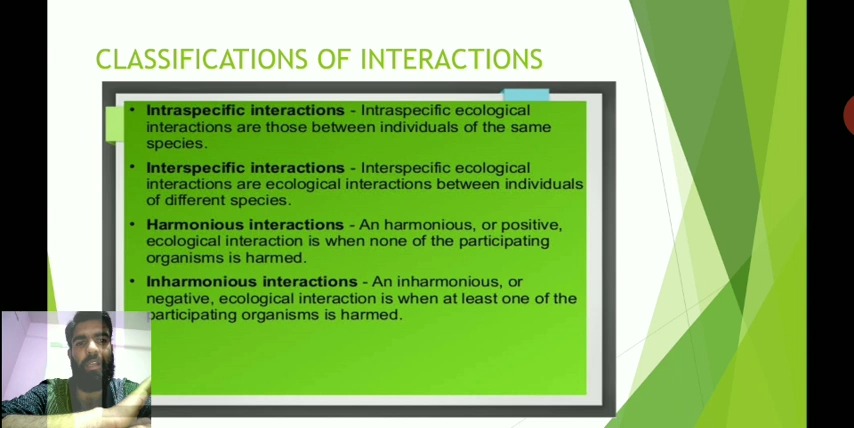 CLASSIFICATIONS OF INTERACTIONS
• Intraspecific interactions - Intraspecific ecological
interactions are those between individuals of the same
species.
• Interspecific interactions - Interspecific ecological
interactions are ecological interactions between individuals
of different species.
• Harmonious interactions - An harmonious, or positive,
ecological interaction is when none of the participating
organisms is harmed.
• Inharmonious interactions - An inharmonious, or
negative, ecological interaction is when at least one of the
participating organisms is harmed.